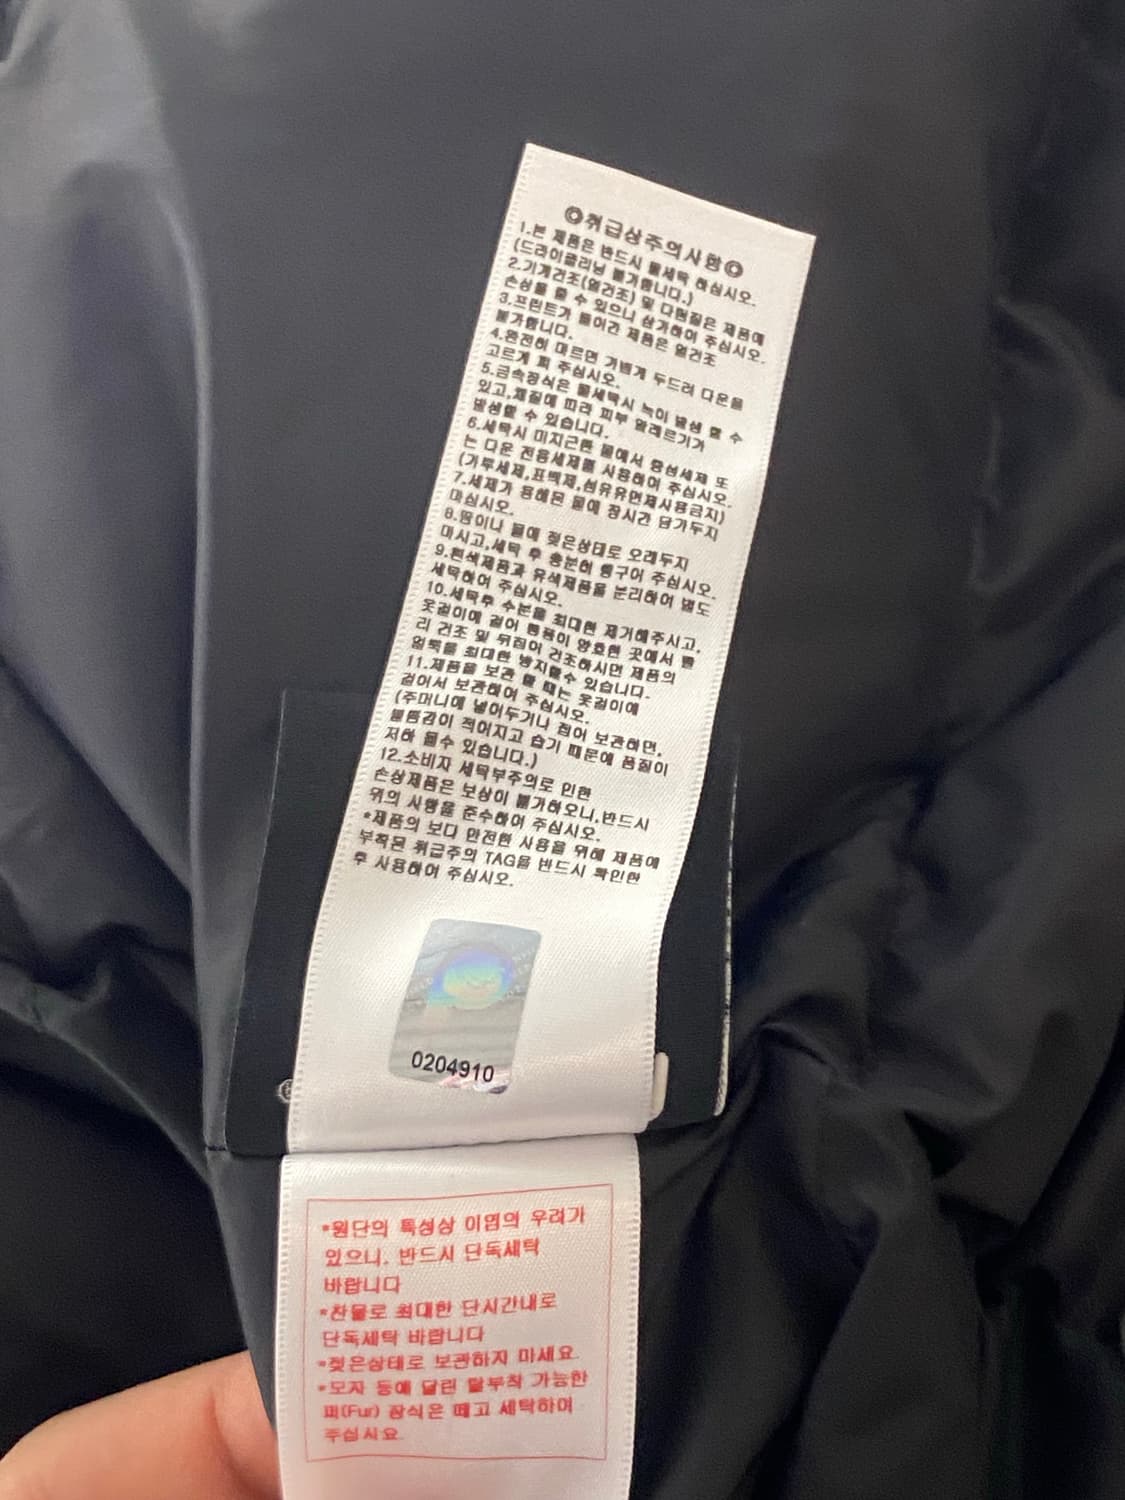 ◎취급상주의사항◎
1.본 제품은 반드시 물세탁 하십시오.
(드라이클리닝 불가합니다.)
2.기계건조(열건조) 및 다림질은 제품에
손상을 줄 수 있으니 삼가하여 주십시오.
3.프린트가 들어간 제품은 열건조
불가합니다.
4.완전히 마르면 가볍게 두드려 다운을
고르게 펴 주십시오.
5.금속장식은 물세탁시 녹이 발생 할 수
있고,체질에 따라 피부 알레르기가
발생할 수 있습니다.
6.세탁시 미지근한 물에서 중성세제 또
는 다운 전용세제를 사용하여 주십시오.
(가루세제,표백제,섬유유연제사용금지)
7.세제가 용해된 물에 장시간 담가두지
마십시오.
8.땀이나 물에 젖은상태로 오래두지
마시고,세탁 후 충분히 헹구어 주십시오.
9.흰색제품과 유색제품을 분리하여 별도
세탁하여 주십시오.
10.세탁후 수분을 최대한 제거해주시고,
옷걸이에 걸어 통풍이 양호한 곳에서 빨
리 건조 및 뒤집어 건조하시면 제품의
얼룩을 최대한 방지할수 있습니다.
11.제품을 보관 할 때는 옷걸이에
걸어서 보관하여 주십시오.
(주머니에 넣어두거나 접어 보관하면,
볼륨감이 적어지고 습기 때문에 품질이
저하 될수 있습니다.)
12.소비자 세탁부주의로 인한
손상제품은 보상이 불가하오니,반드시
위의 사항을 준수하여 주십시오.
*제품의 보다 안전한 사용을 위해 제품에
부착된 취급주의 TAG을 반드시 확인한
후 사용하여 주십시오.
0204910
*원단의 특성상 이염의 우려가
있으니, 반드시 단독세탁
바랍니다
*찬물로 최대한 단시간내로
단독세탁 바랍니다
*젖은상태로 보관하지 마세요
*모자 등에 달린 탈부착 가능한
퍼(Fur) 장식은 떼고 세탁하여
주십시요